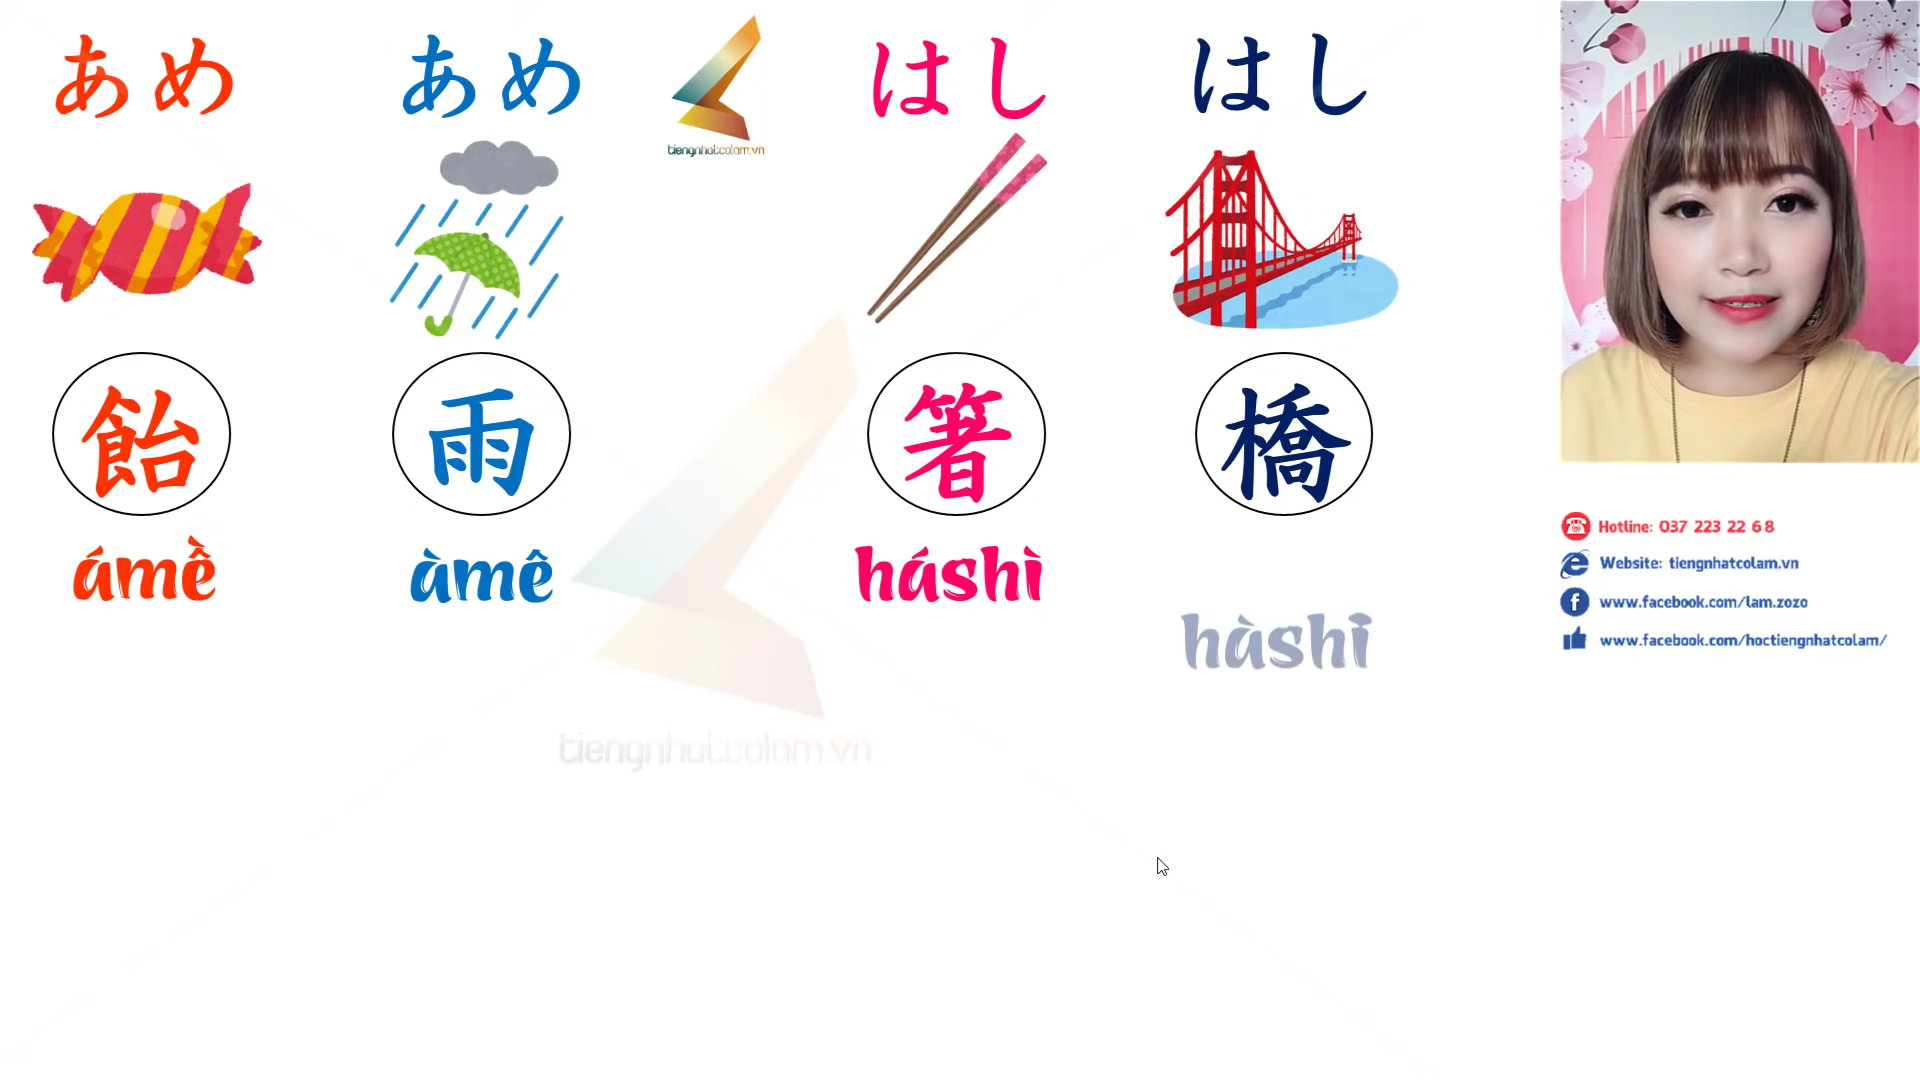 あめ
あめ
tiengnhatcolam.vn
はし
はし
飴
雨
箸
橋
ámề
àmê
háshì
hàshi
Hotline: 037 223 22 68
Website: tiengnhatcolam.vn
www.facebook.com/lam.zozo
www.facebook.com/hoctiengnhatcolam/
tiengnhatcolam.vn